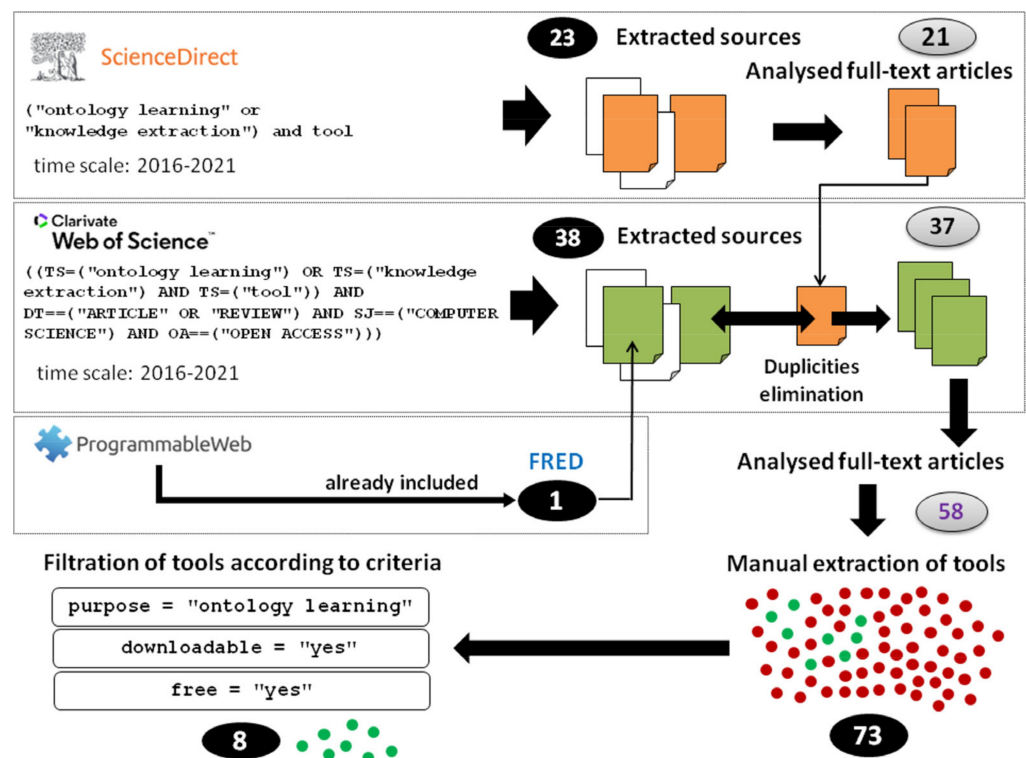 ScienceDirect
("ontology learning" or
"knowledge extraction") and tool
time scale: 2016-2021
23
Extracted sources
21
Analysed full-text articles
Clarivate
Web of Science™
((TS=("ontology learning") OR TS=("knowledge
extraction") AND TS=("tool")) AND
DT==("ARTICLE" OR "REVIEW") AND SJ==("COMPUTER
SCIENCE") AND OA==("OPEN ACCESS")))
time scale: 2016-2021
38
Extracted sources
37
Duplicities
elimination
ProgrammableWeb
already included
FRED
1
Analysed full-text articles
58
Manual extraction of tools
73
Filtration of tools according to criteria
purpose = "ontology learning"
downloadable = "yes"
free = "yes"
8